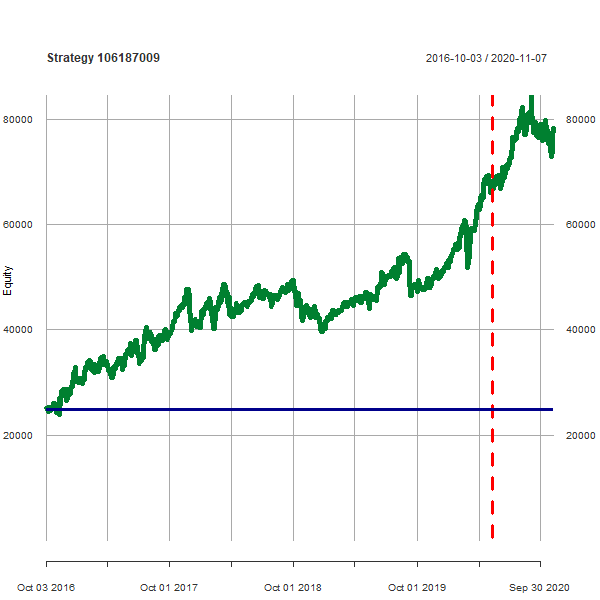 Strategy 106187009
2016-10-03 / 2020-11-07
80000
80000
60000
60000
Equity
40000
40000
20000
20000
Oct 03 2016
Oct 01 2017
Oct 01 2018
Oct 01 2019
Sep 30 2020